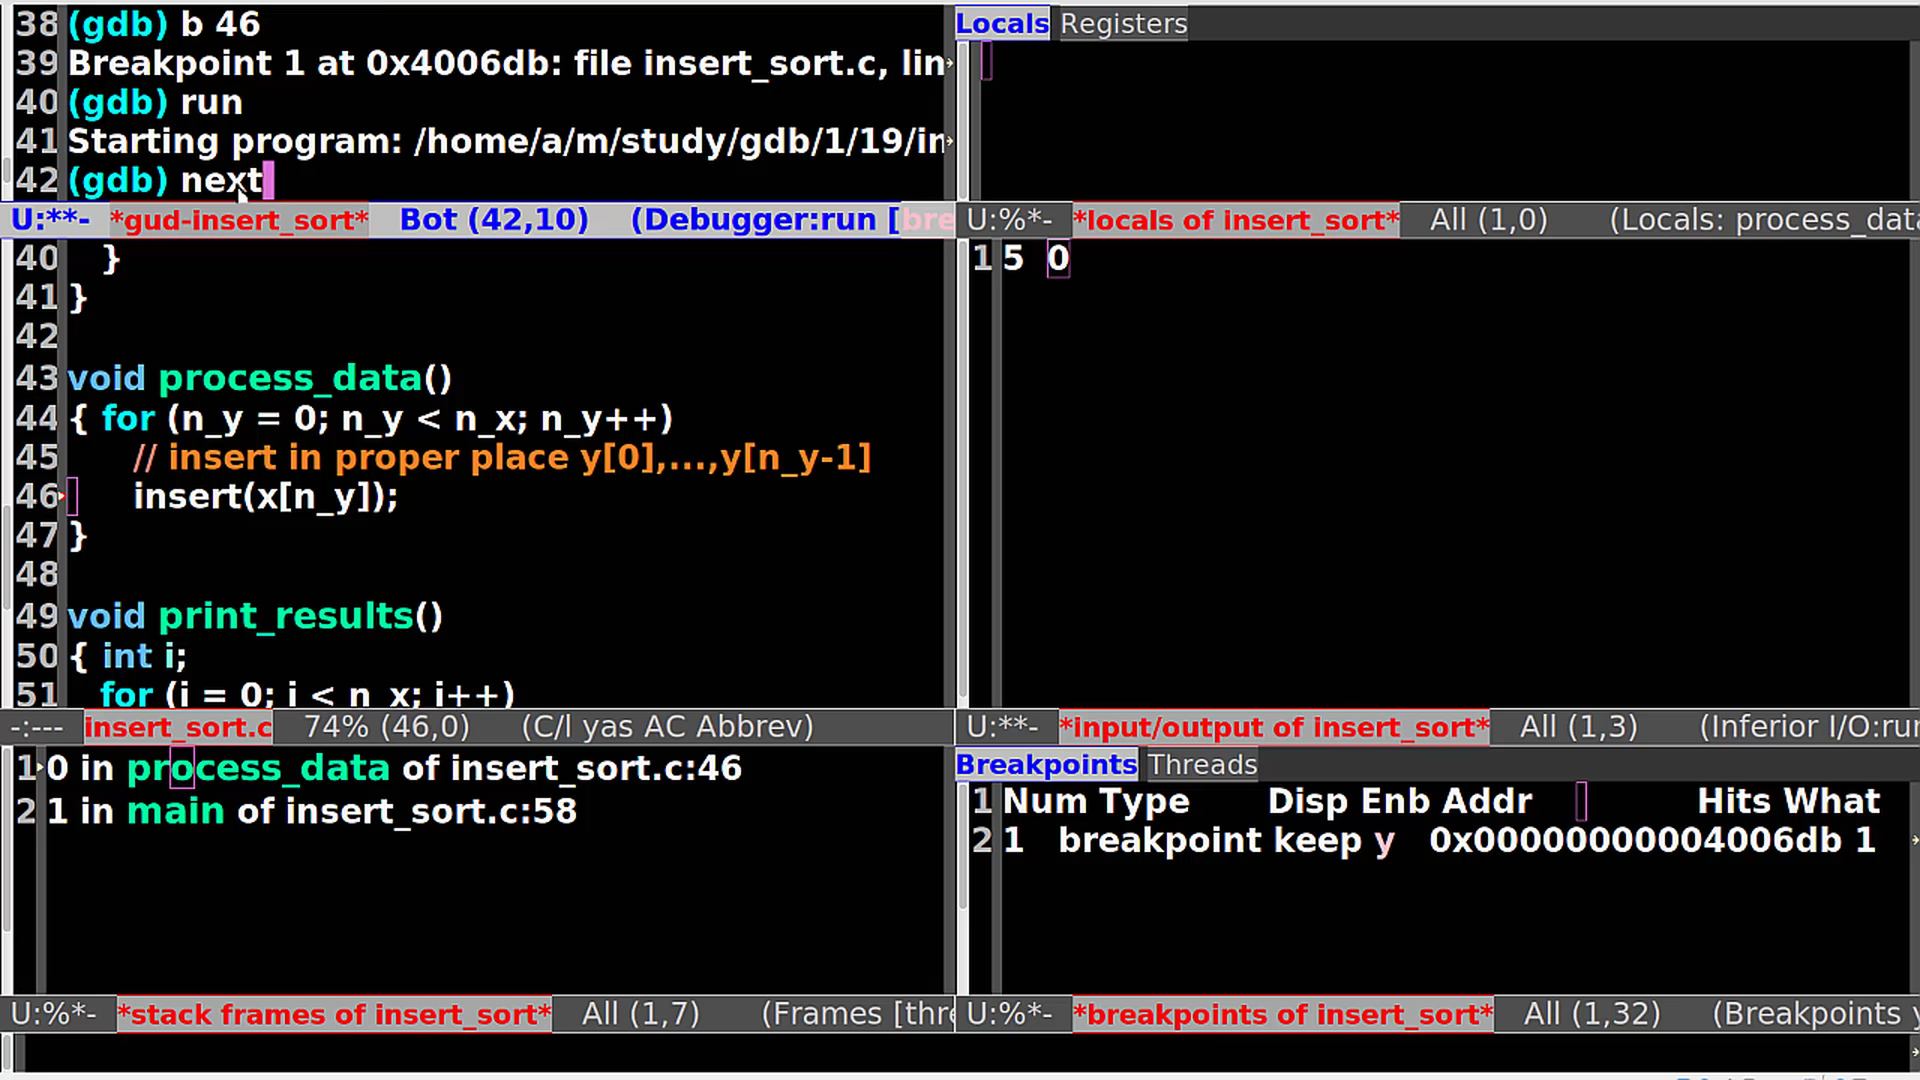 38 (gdb) b 46
39 Breakpoint 1 at 0x4006db: file insert_sort.c, lin
40 (gdb) run
41 Starting program: /home/a/m/study/gdb/1/19/in
42 (gdb) next
U:**- *gud-insert_sort* Bot (42,10) (Debugger:run [bre
Locals Registers
U:%*- *locals of insert_sort* All (1,0) (Locals: process_data
40 }
41 }
42
43 void process_data()
44 { for (n_y = 0; n_y < n_x; n_y++)
45 // insert in proper place y[0],...,y[n_y-1]
46 insert(x[n_y]);
47 }
48
49 void print_results()
50 { int i;
51 for (i = 0; i < n_x; i++)
-:--- insert_sort.c 74% (46,0) (C/l yas AC Abbrev)
1 5 0
U:**- *input/output of insert_sort* All (1,3) (Inferior I/O:run
1 0 in process_data of insert_sort.c:46
2 1 in main of insert_sort.c:58
U:%*- *stack frames of insert_sort* All (1,7) (Frames [thre
Breakpoints Threads
1 Num Type Disp Enb Addr Hits What
2 1 breakpoint keep y 0x00000000004006db 1
U:%*- *breakpoints of insert_sort* All (1,32) (Breakpoints